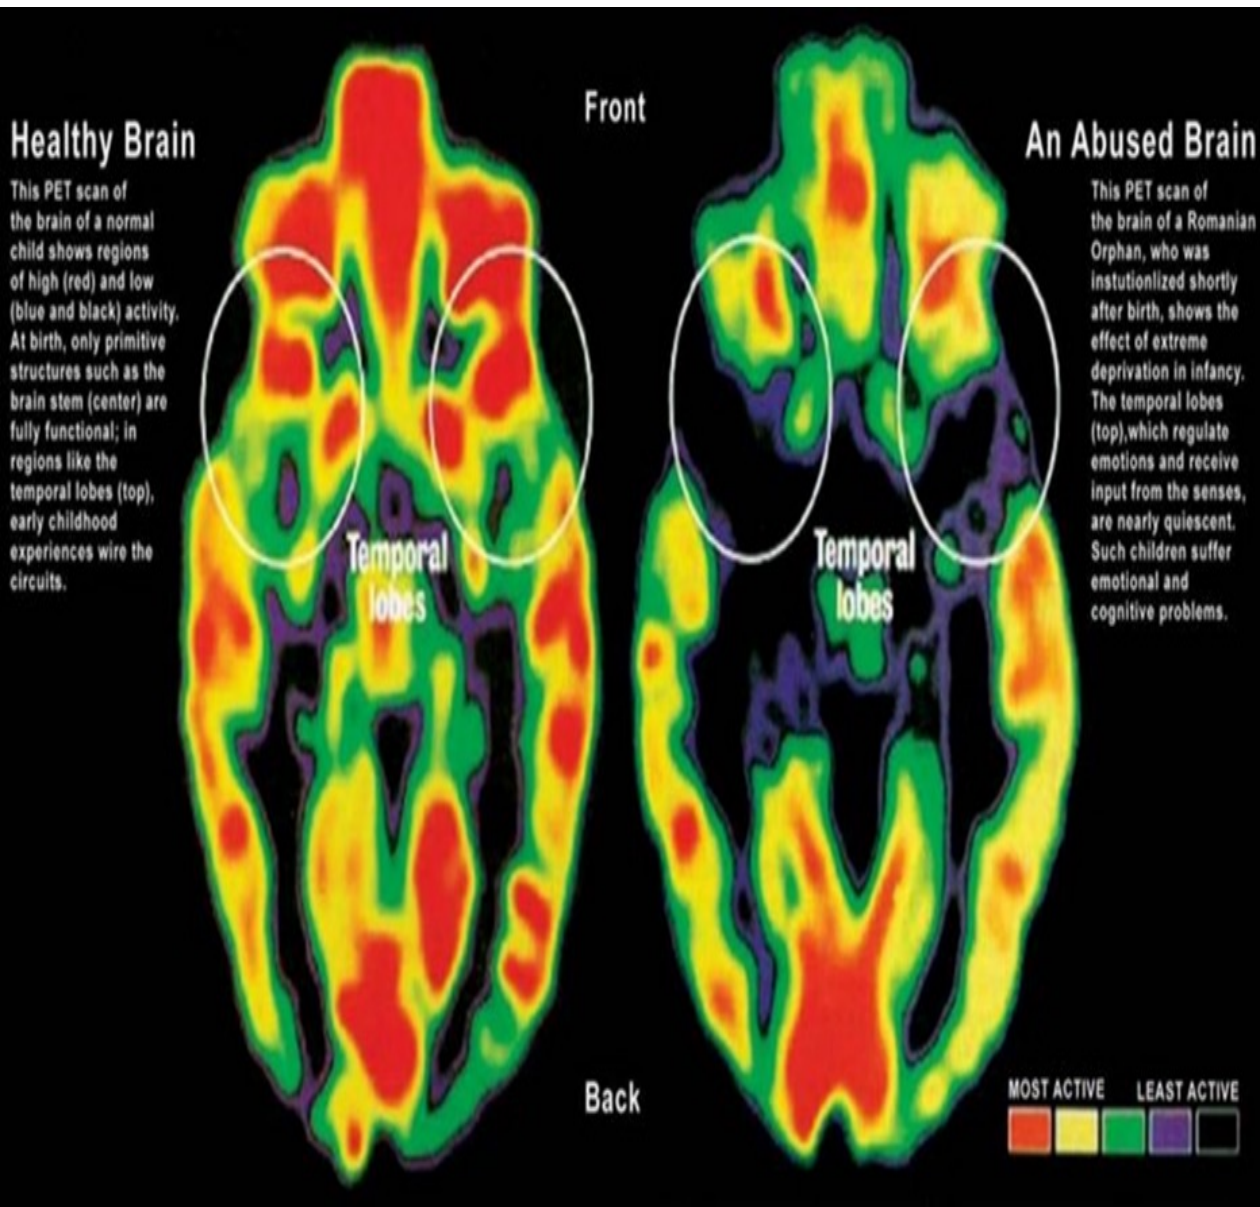 Front
Healthy Brain
This PET scan of
the brain of a normal
child shows regions
of high (red) and low
(blue and black) activity.
At birth, only primitive
structures such as the
brain stem (center) are
fully functional; in
regions like the
temporal lobes (top),
early childhood
experiences wire the
circuits.
An Abused Brain
This PET scan of
the brain of a Romanian
Orphan, who was
instutionlized shortly
after birth, shows the
effect of extreme
deprivation in infancy.
The temporal lobes
(top),which regulate
emotions and receive
input from the senses,
are nearly quiescent.
Such children suffer
emotional and
cognitive problems.
Temporal
lobes
Temporal
lobes
Back
MOST ACTIVE LEAST ACTIVE